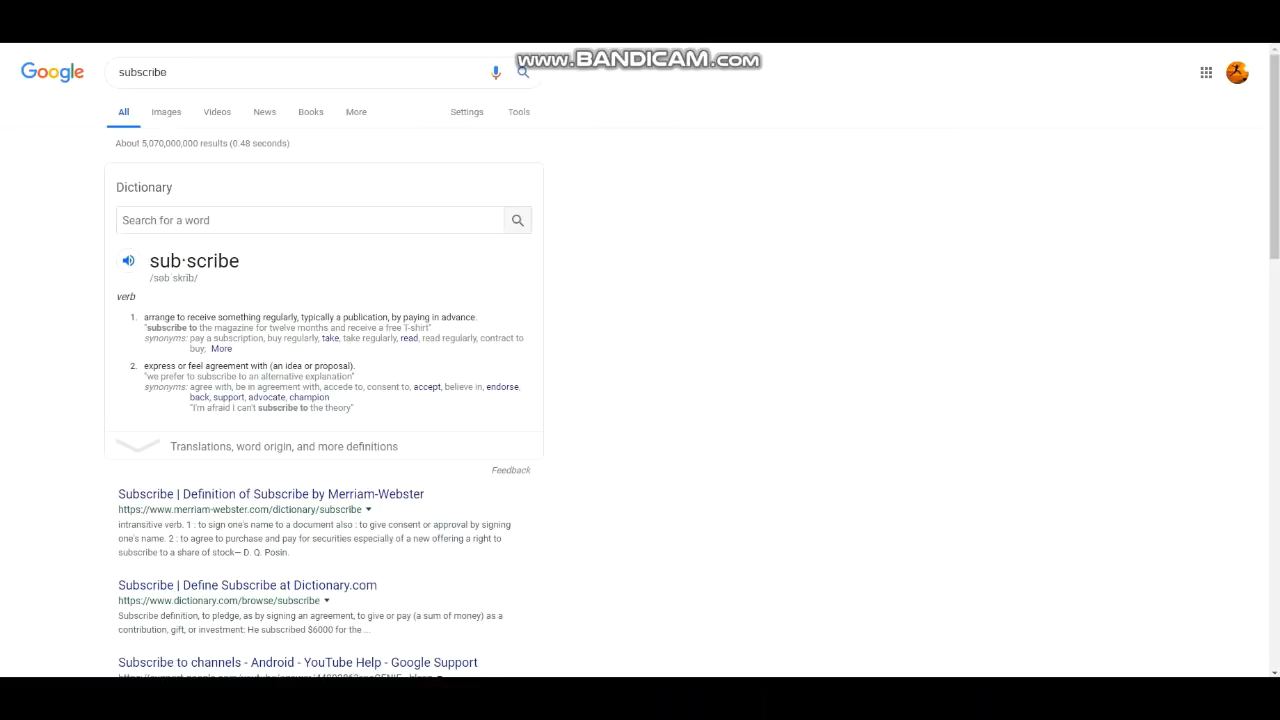 www.BANDICAM.com
Google
subscribe
All Images Videos News Books More Settings Tools
About 5,070,000,000 results (0.48 seconds)
Dictionary
Search for a word
sub·scribe
/səbˈskrīb/
verb
1. arrange to receive something regularly, typically a publication, by paying in advance.
"subscribe to the magazine for twelve months and receive a free T-shirt"
synonyms: pay a subscription, buy regularly, take, take regularly, read, read regularly, contract to
buy; More
2. express or feel agreement with (an idea or proposal).
"we prefer to subscribe to an alternative explanation"
synonyms: agree with, be in agreement with, accede to, consent to, accept, believe in, endorse,
back, support, advocate, champion
"I'm afraid I can't subscribe to the theory"
Translations, word origin, and more definitions
Feedback
Subscribe | Definition of Subscribe by Merriam-Webster
https://www.merriam-webster.com/dictionary/subscribe
intransitive verb. 1 : to sign one's name to a document also : to give consent or approval by signing
one's name. 2 : to agree to purchase and pay for securities especially of a new offering a right to
subscribe to a share of stock— D. Q. Posin.
Subscribe | Define Subscribe at Dictionary.com
https://www.dictionary.com/browse/subscribe
Subscribe definition, to pledge, as by signing an agreement, to give or pay (a sum of money) as a
contribution, gift, or investment: He subscribed $6000 for the ...
Subscribe to channels - Android - YouTube Help - Google Support